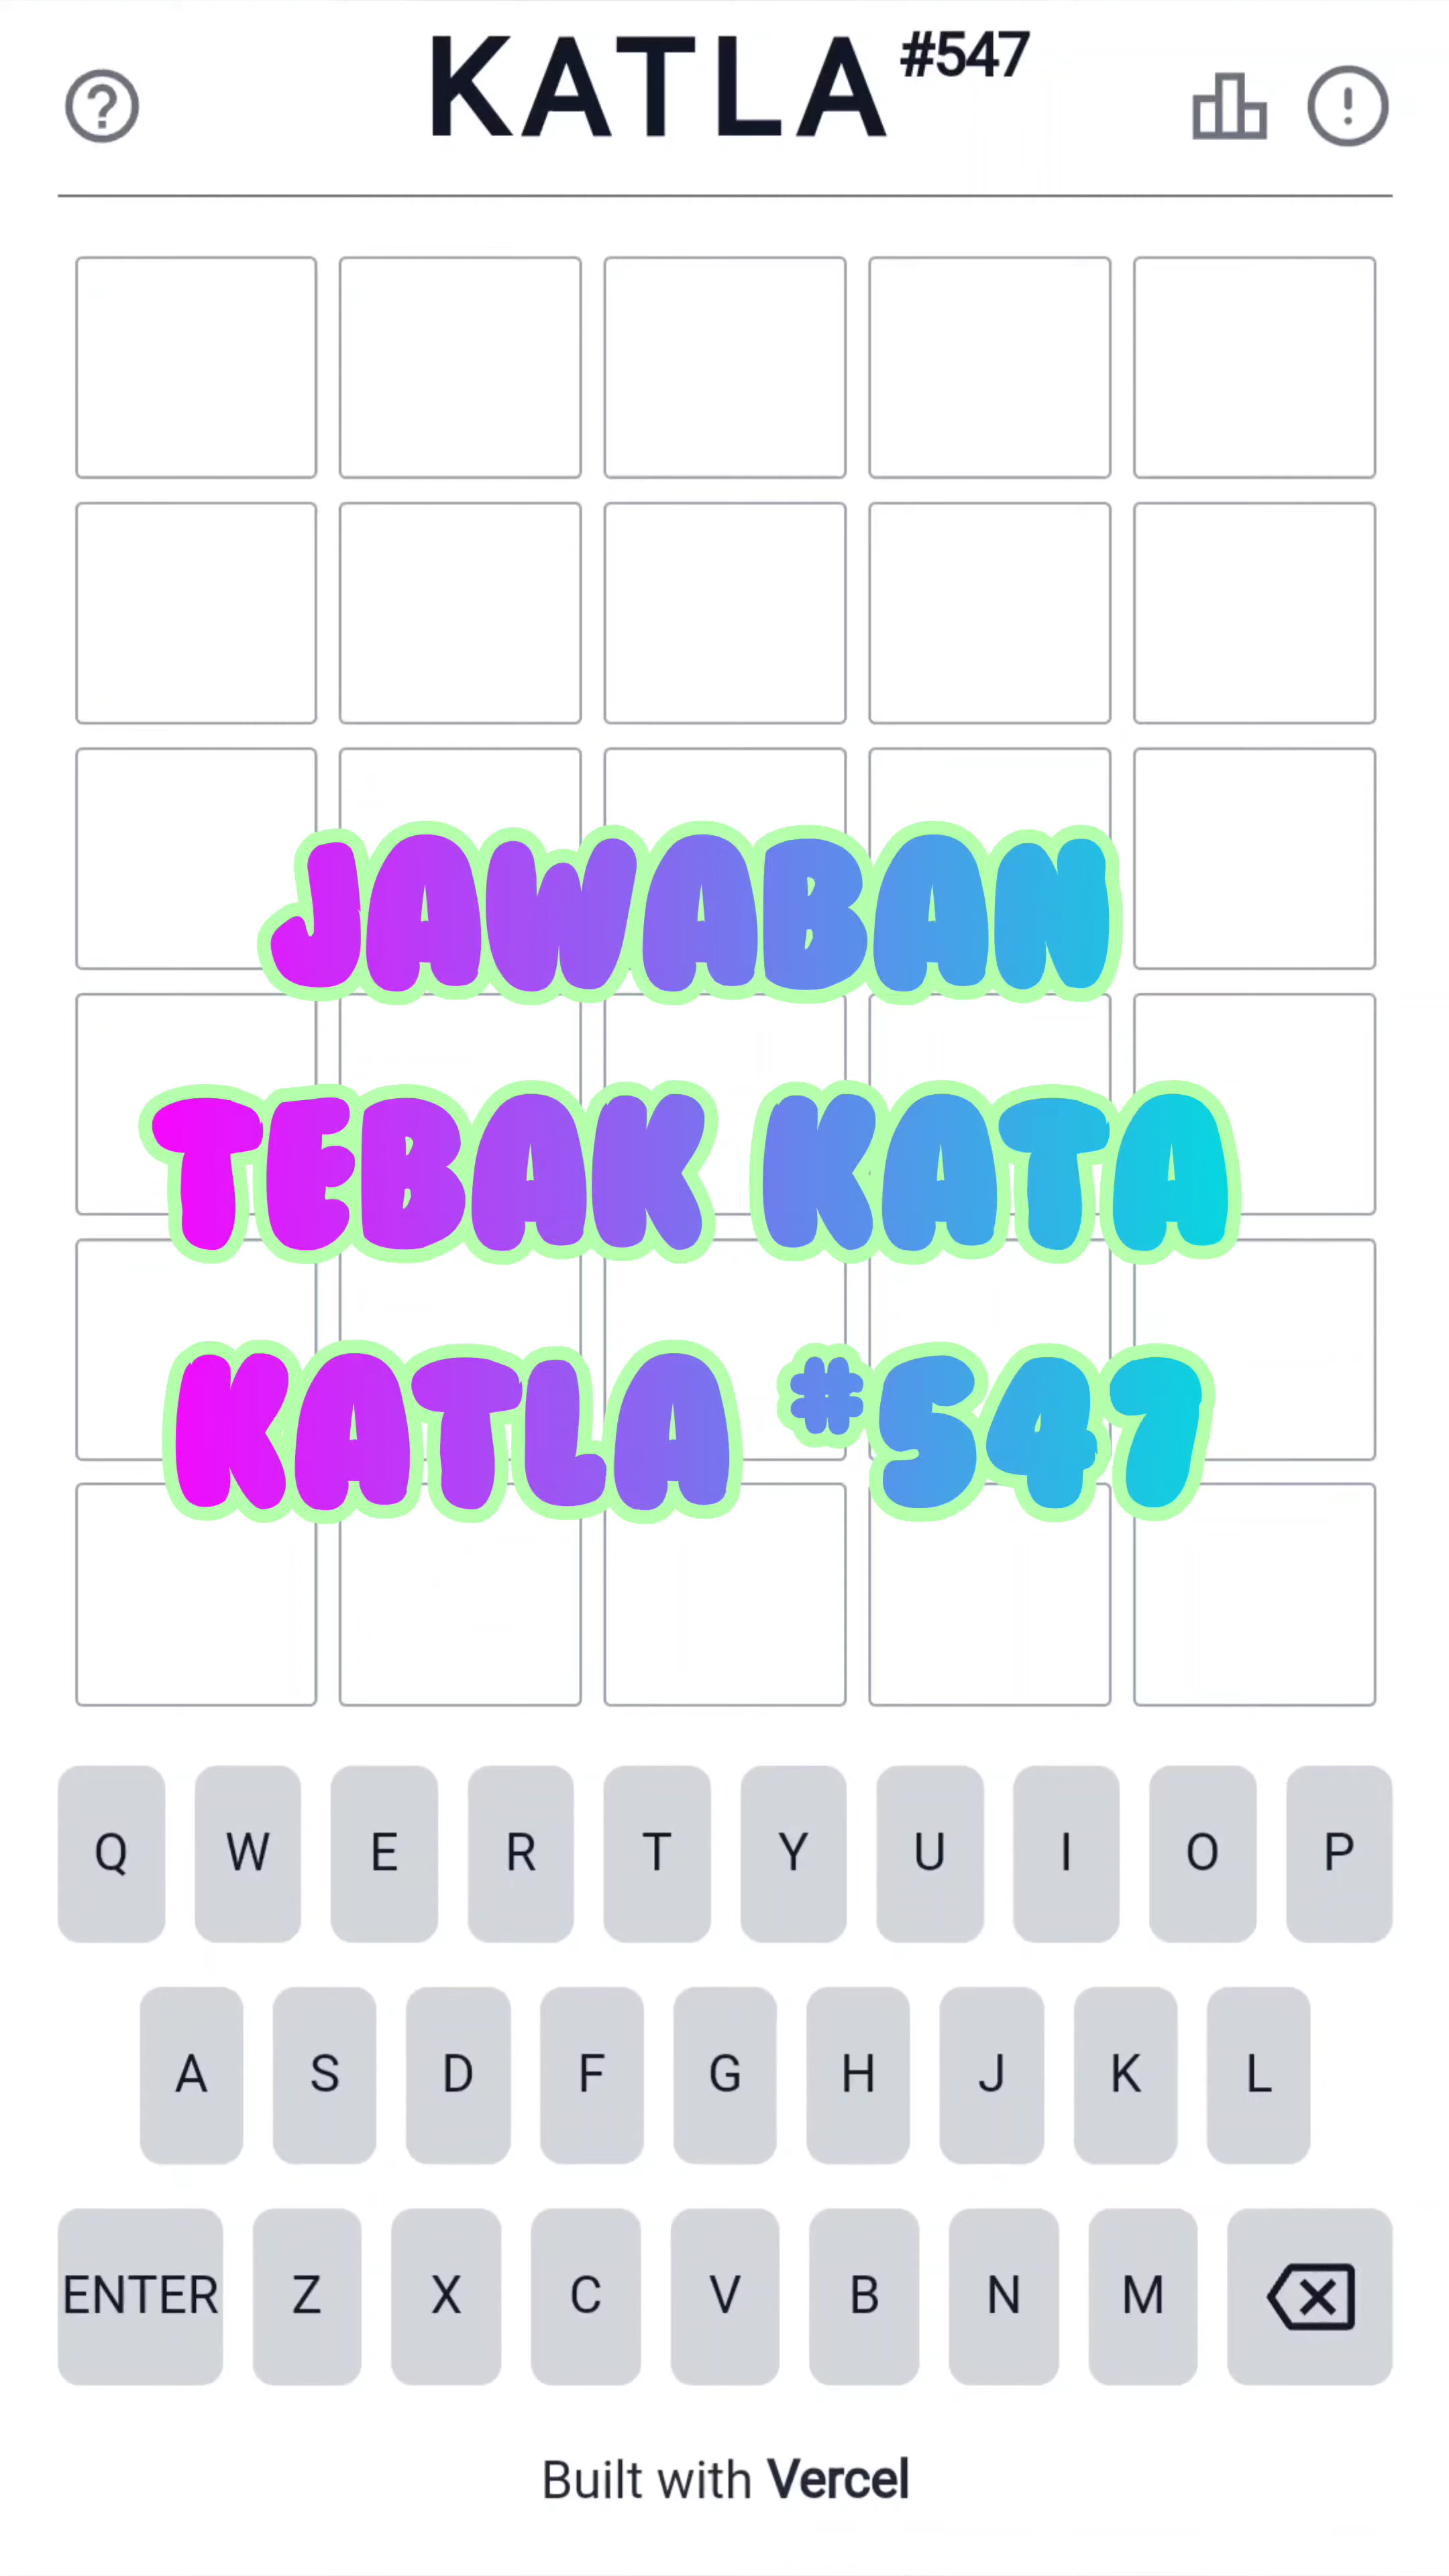 KATLA #547
JAWABAN
TEBAK KATA
KATLA #547
Q W E R T Y U I O P
A S D F G H J K L
ENTER Z X C V B N M
Built with Vercel